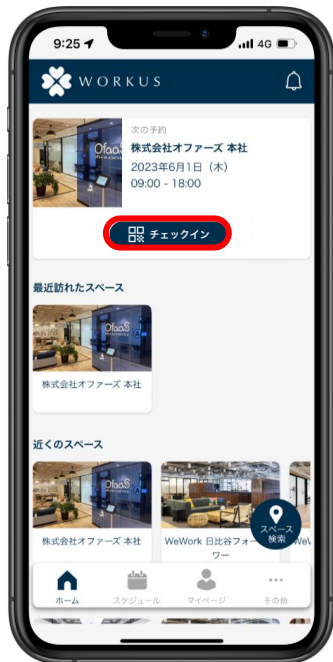 9:25
4G
WORKUS
次の予約
株式会社オファーズ 本社
2023年6月1日（木）
09:00 - 18:00
チェックイン
最近訪れたスペース
OfaaS
株式会社オファーズ 本社
近くのスペース
OfaaS
株式会社オファーズ 本社
WeWork 日比谷フォー
ワー
スペース
検索
ホーム
スケジュール
マイページ
その他